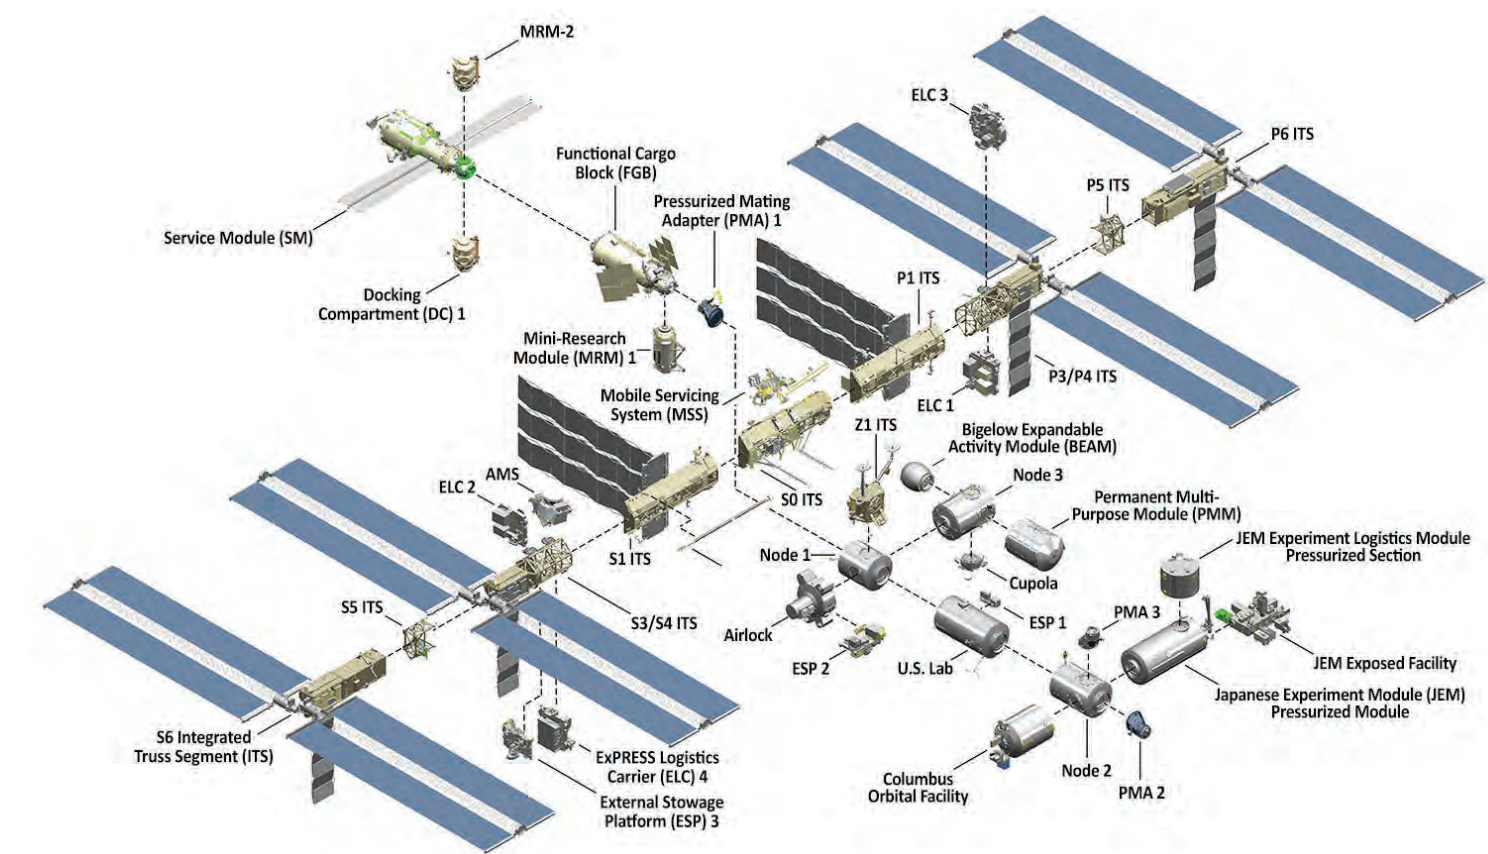 MRM-2
ELC 3
P6 ITS
Functional Cargo
Block (FGB)
P5 ITS
Pressurized Mating
Adapter (PMA) 1
Service Module (SM)
P1 ITS
Docking
Compartment (DC) 1
Mini-Research
Module (MRM) 1
P3/P4 ITS
Mobile Servicing
System (MSS)
ELC 1
Z1 ITS
Bigelow Expandable
Activity Module (BEAM)
AMS
ELC 2
Node 3
S0 ITS
Permanent Multi-
Purpose Module (PMM)
JEM Experiment Logistics Module
Pressurized Section
S1 ITS
Node 1
Cupola
S5 ITS
S3/S4 ITS
Airlock
ESP 1
PMA 3
ESP 2
U.S. Lab
JEM Exposed Facility
Japanese Experiment Module (JEM)
Pressurized Module
S6 Integrated
Truss Segment (ITS)
ExPRESS Logistics
Carrier (ELC) 4
Columbus
Orbital Facility
Node 2
PMA 2
External Stowage
Platform (ESP) 3